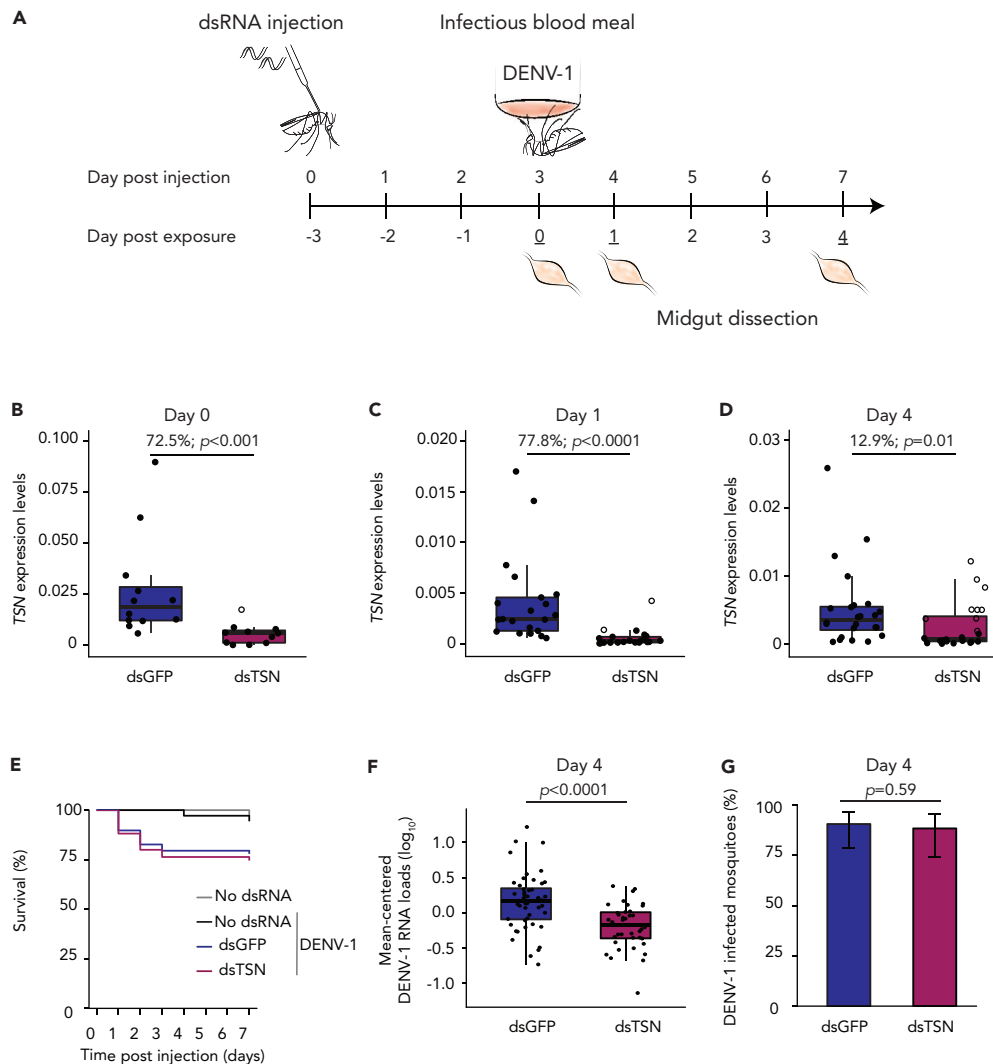 A
dsRNA injection
Infectious blood meal
DENV-1
Day post injection
0 1 2 3 4 5 6 7
Day post exposure
-3 -2 -1 0 1 2 3 4
Midgut dissection
B
Day 0
72.5%; p<0.001
TSN expression levels
0.100
0.075
0.050
0.025
0
dsGFP dsTSN
C
Day 1
77.8%; p<0.0001
TSN expression levels
0.020
0.015
0.010
0.005
0
dsGFP dsTSN
D
Day 4
12.9%; p=0.01
TSN expression levels
0.03
0.02
0.01
0
dsGFP dsTSN
E
Survival (%)
100
75
50
25
0
No dsRNA
No dsRNA
dsGFP
dsTSN
DENV-1
0 1 2 3 4 5 6 7
Time post injection (days)
F
Day 4
p<0.0001
Mean-centered
DENV-1 RNA loads (log10)
1.0
0.5
0.0
-0.5
-1.0
dsGFP dsTSN
G
Day 4
p=0.59
DENV-1 infected mosquitoes (%)
100
75
50
25
0
dsGFP dsTSN